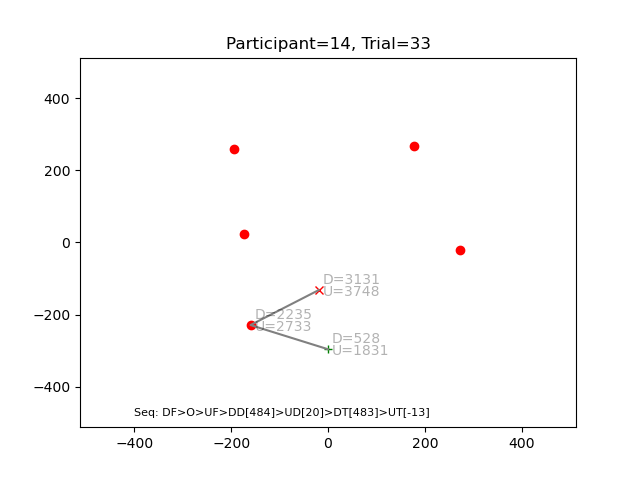 Participant=14, Trial=33
400
200
0
−200
−400
D=3131
U=3748
D=2235
U=2733
D=528
U=1831
Seq: DF>O>UF>DD[484]>UD[20]>DT[483]>UT[-13]
−400 −200 0 200 400